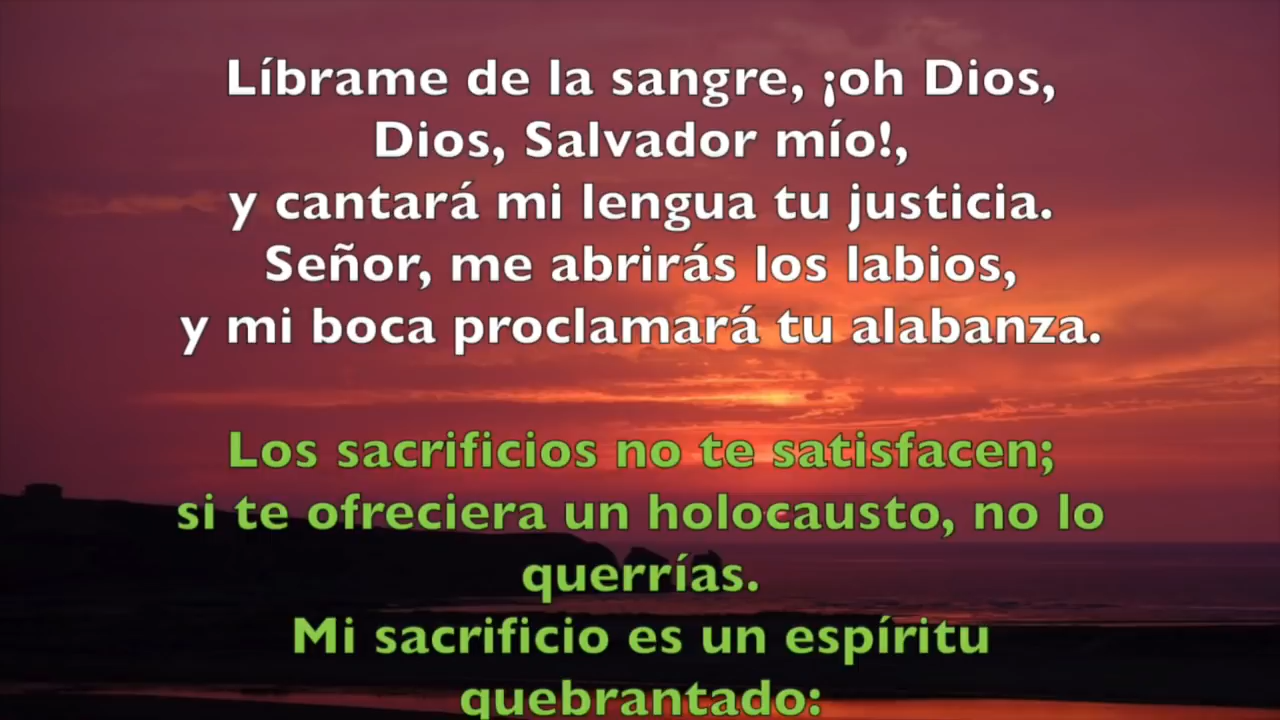 Líbrame de la sangre, ¡oh Dios,
Dios, Salvador mío!,
y cantará mi lengua tu justicia.
Señor, me abrirás los labios,
y mi boca proclamará tu alabanza.
Los sacrificios no te satisfacen;
si te ofreciera un holocausto, no lo
querrías.
Mi sacrificio es un espíritu
quebrantado: